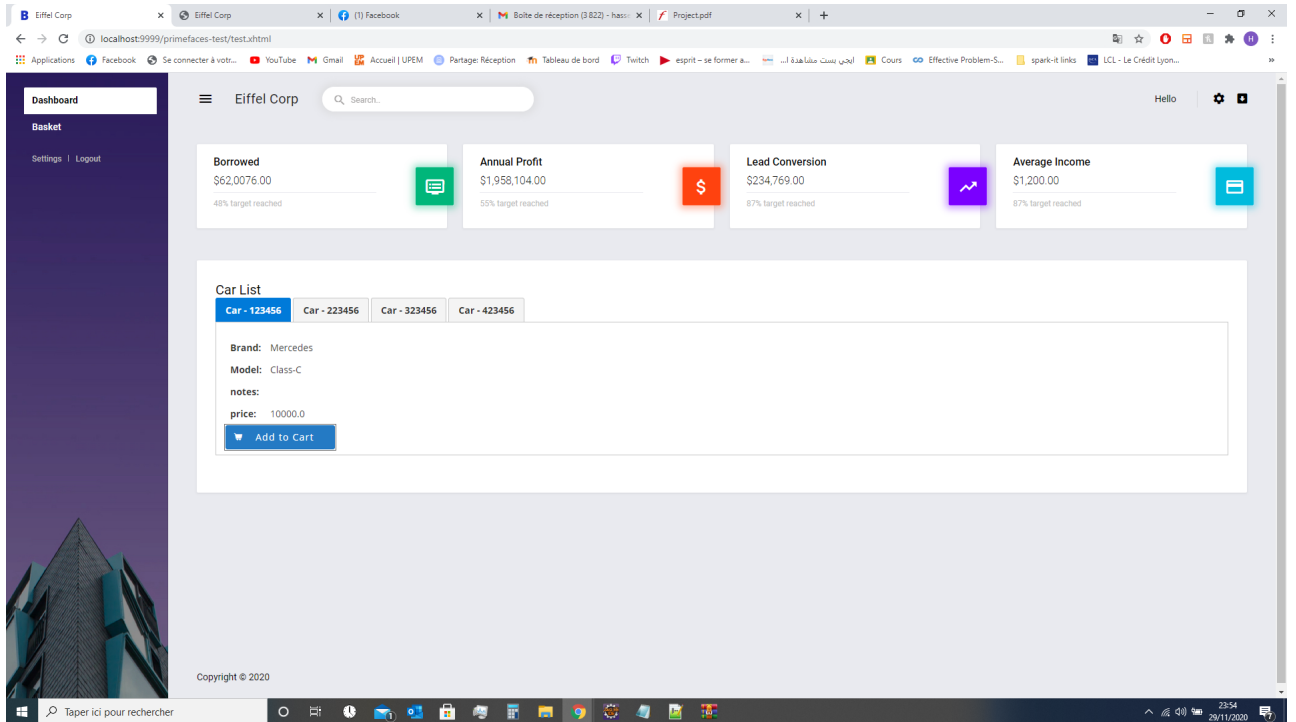 Eiffel Corp
Eiffel Corp
(1) Facebook
Boîte de réception (3 822) - hass
Project.pdf
localhost:9999/primefaces-test/test.xhtml
H
Applications Facebook Se connecter à votr... YouTube Gmail Accueil | UPEM Partage: Réception Tableau de bord Twitch esprit – se former a... ايجي بست مشاهدة ا... Cours Effective Problem-S... spark-it links LCL - Le Crédit Lyon... »
Dashboard
Basket
Settings | Logout
Eiffel Corp
Search..
Hello
Borrowed
$62,0076.00
48% target reached
Annual Profit
$1,958,104.00
55% target reached
Lead Conversion
$234,769.00
87% target reached
Average Income
$1,200.00
87% target reached
Car List
Car - 123456 Car - 223456 Car - 323456 Car - 423456
Brand: Mercedes
Model: Class-C
notes:
price: 10000.0
Add to Cart
Copyright © 2020
Taper ici pour rechercher
23:54
29/11/2020
7